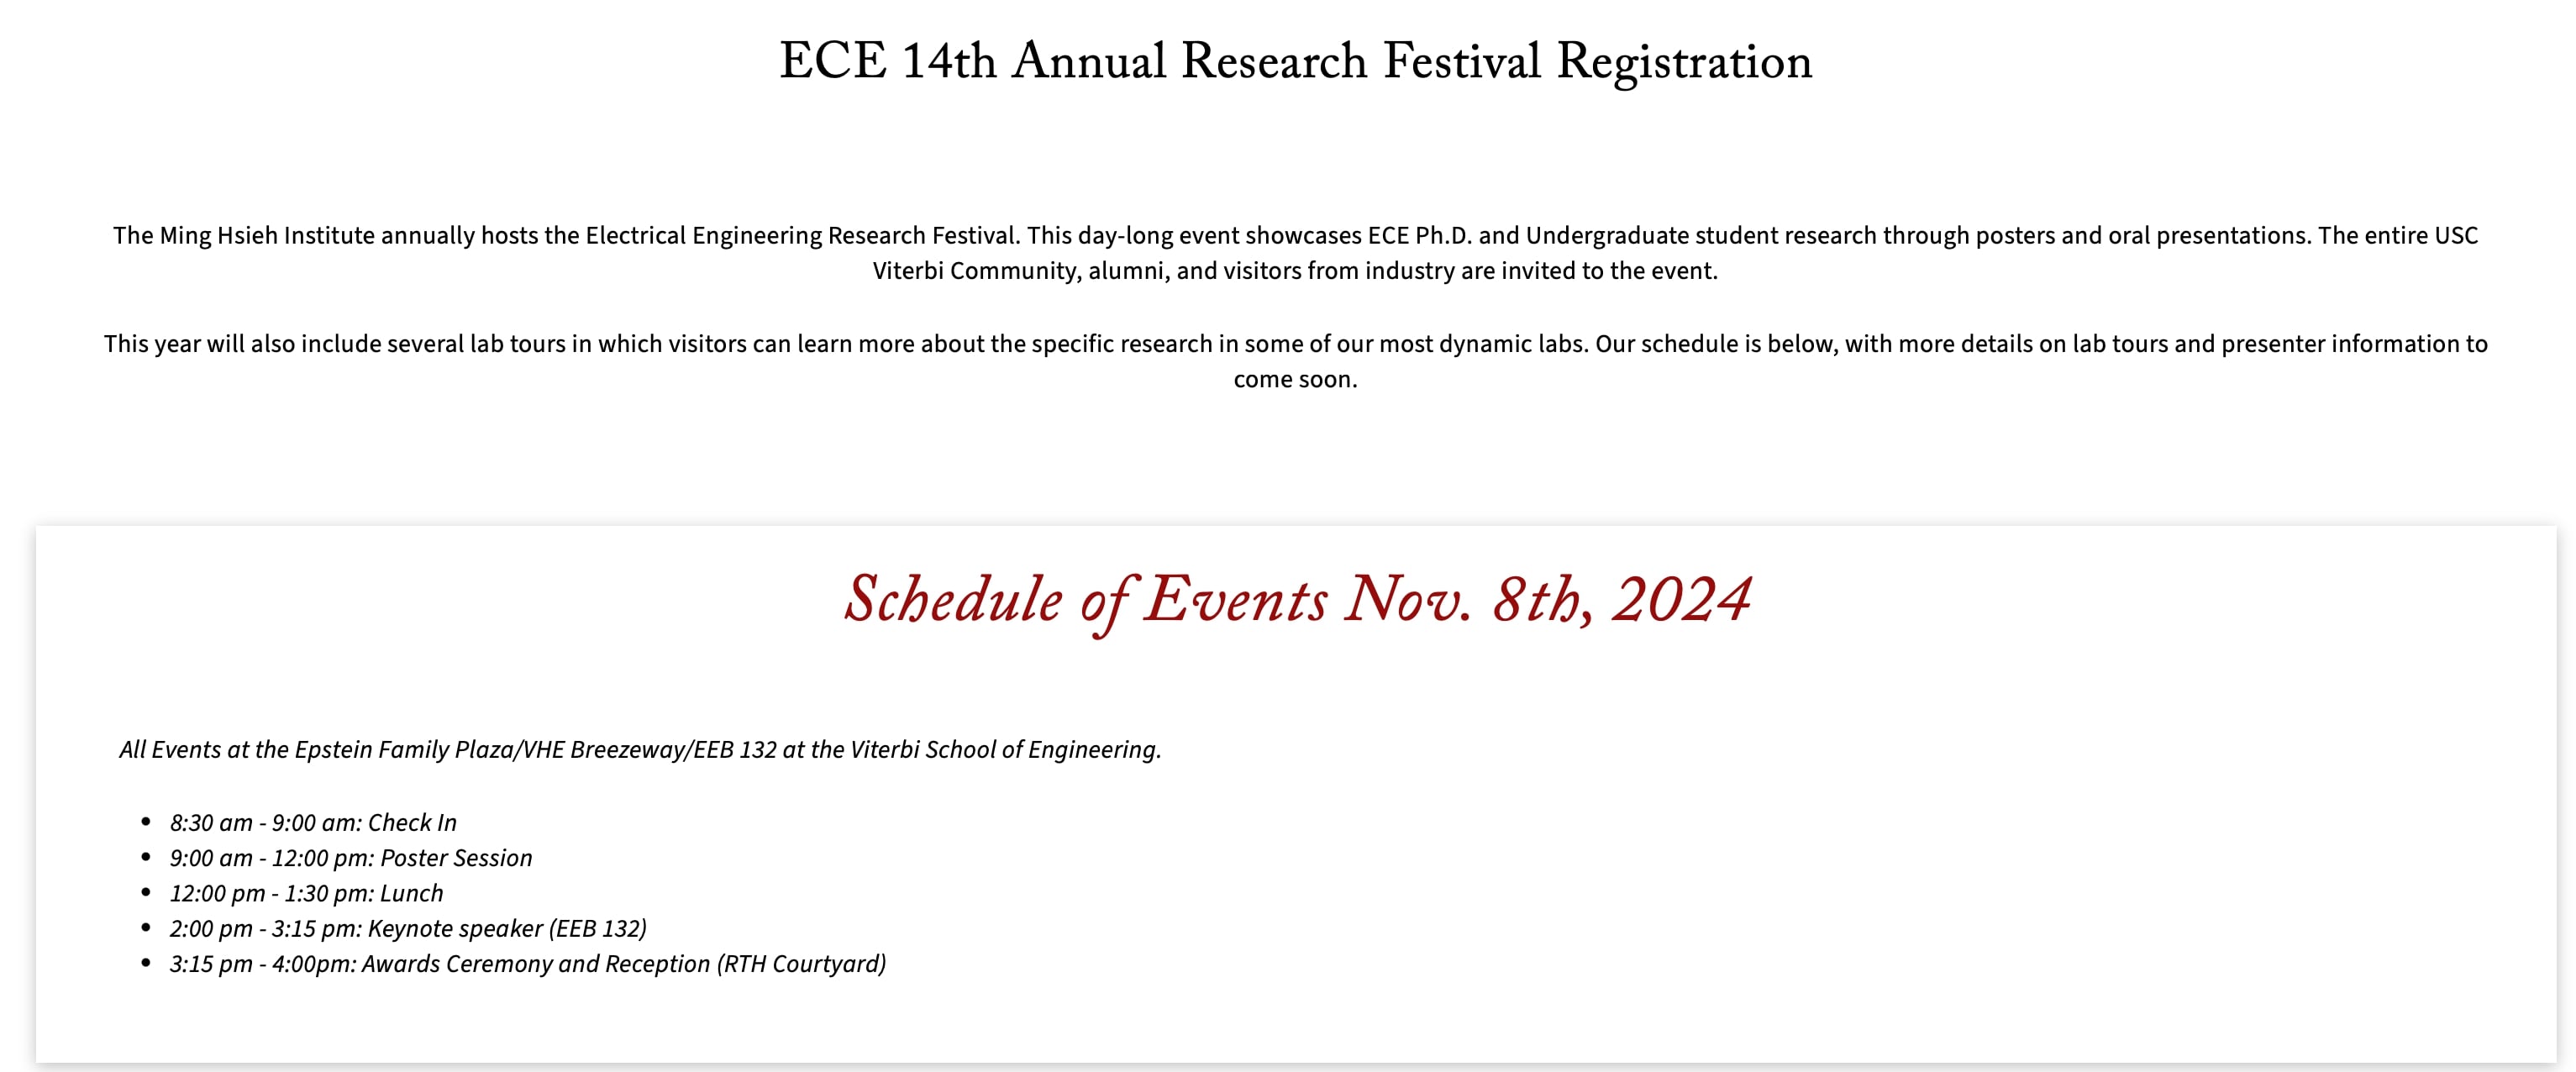 ECE 14th Annual Research Festival Registration
The Ming Hsieh Institute annually hosts the Electrical Engineering Research Festival. This day-long event showcases ECE Ph.D. and Undergraduate student research through posters and oral presentations. The entire USC
Viterbi Community, alumni, and visitors from industry are invited to the event.
This year will also include several lab tours in which visitors can learn more about the specific research in some of our most dynamic labs. Our schedule is below, with more details on lab tours and presenter information to
come soon.
Schedule of Events Nov. 8th, 2024
All Events at the Epstein Family Plaza/VHE Breezeway/EEB 132 at the Viterbi School of Engineering.
• 8:30 am - 9:00 am: Check In
• 9:00 am - 12:00 pm: Poster Session
• 12:00 pm - 1:30 pm: Lunch
• 2:00 pm - 3:15 pm: Keynote speaker (EEB 132)
• 3:15 pm - 4:00pm: Awards Ceremony and Reception (RTH Courtyard)